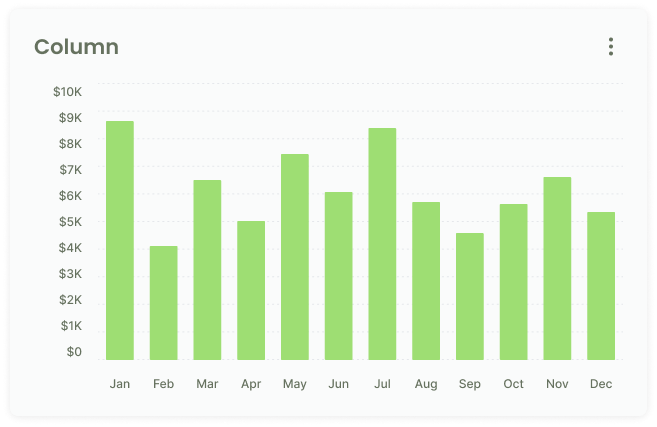 Column
$10K
$9K
$8K
$7K
$6K
$5K
$4K
$3K
$2K
$1K
$0
Jan Feb Mar Apr May Jun Jul Aug Sep Oct Nov Dec